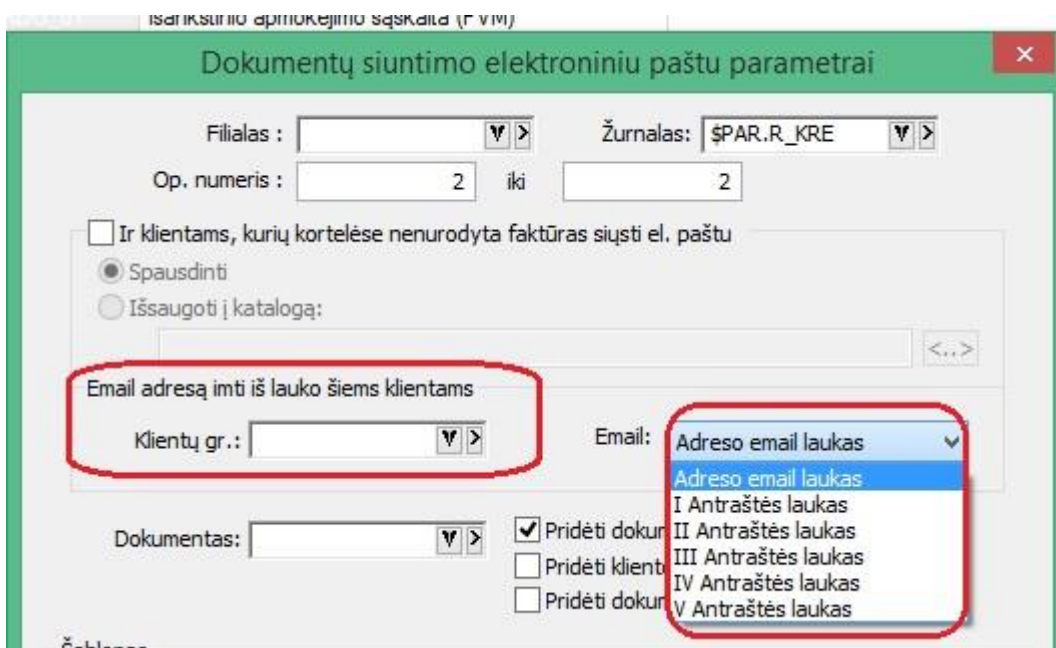 Išankstinio apmokėjimo sąskaita (PVM)
Dokumentų siuntimo elektroniniu paštu parametrai
Filialas : Žurnalas: $PAR.R_KRE
Op. numeris : 2 iki 2
Ir klientams, kurių kortelėse nenurodyta faktūras siųsti el. paštu
Spausdinti
Išsaugoti į katalogą:
<..>
Email adresą imti iš lauko šiems klientams
Klientų gr.: Email: Adreso email laukas
Adreso email laukas
I Antraštės laukas
Dokumentas: Pridėti dokur II Antraštės laukas
Pridėti klient III Antraštės laukas
IV Antraštės laukas
Pridėti dokur V Antraštės laukas